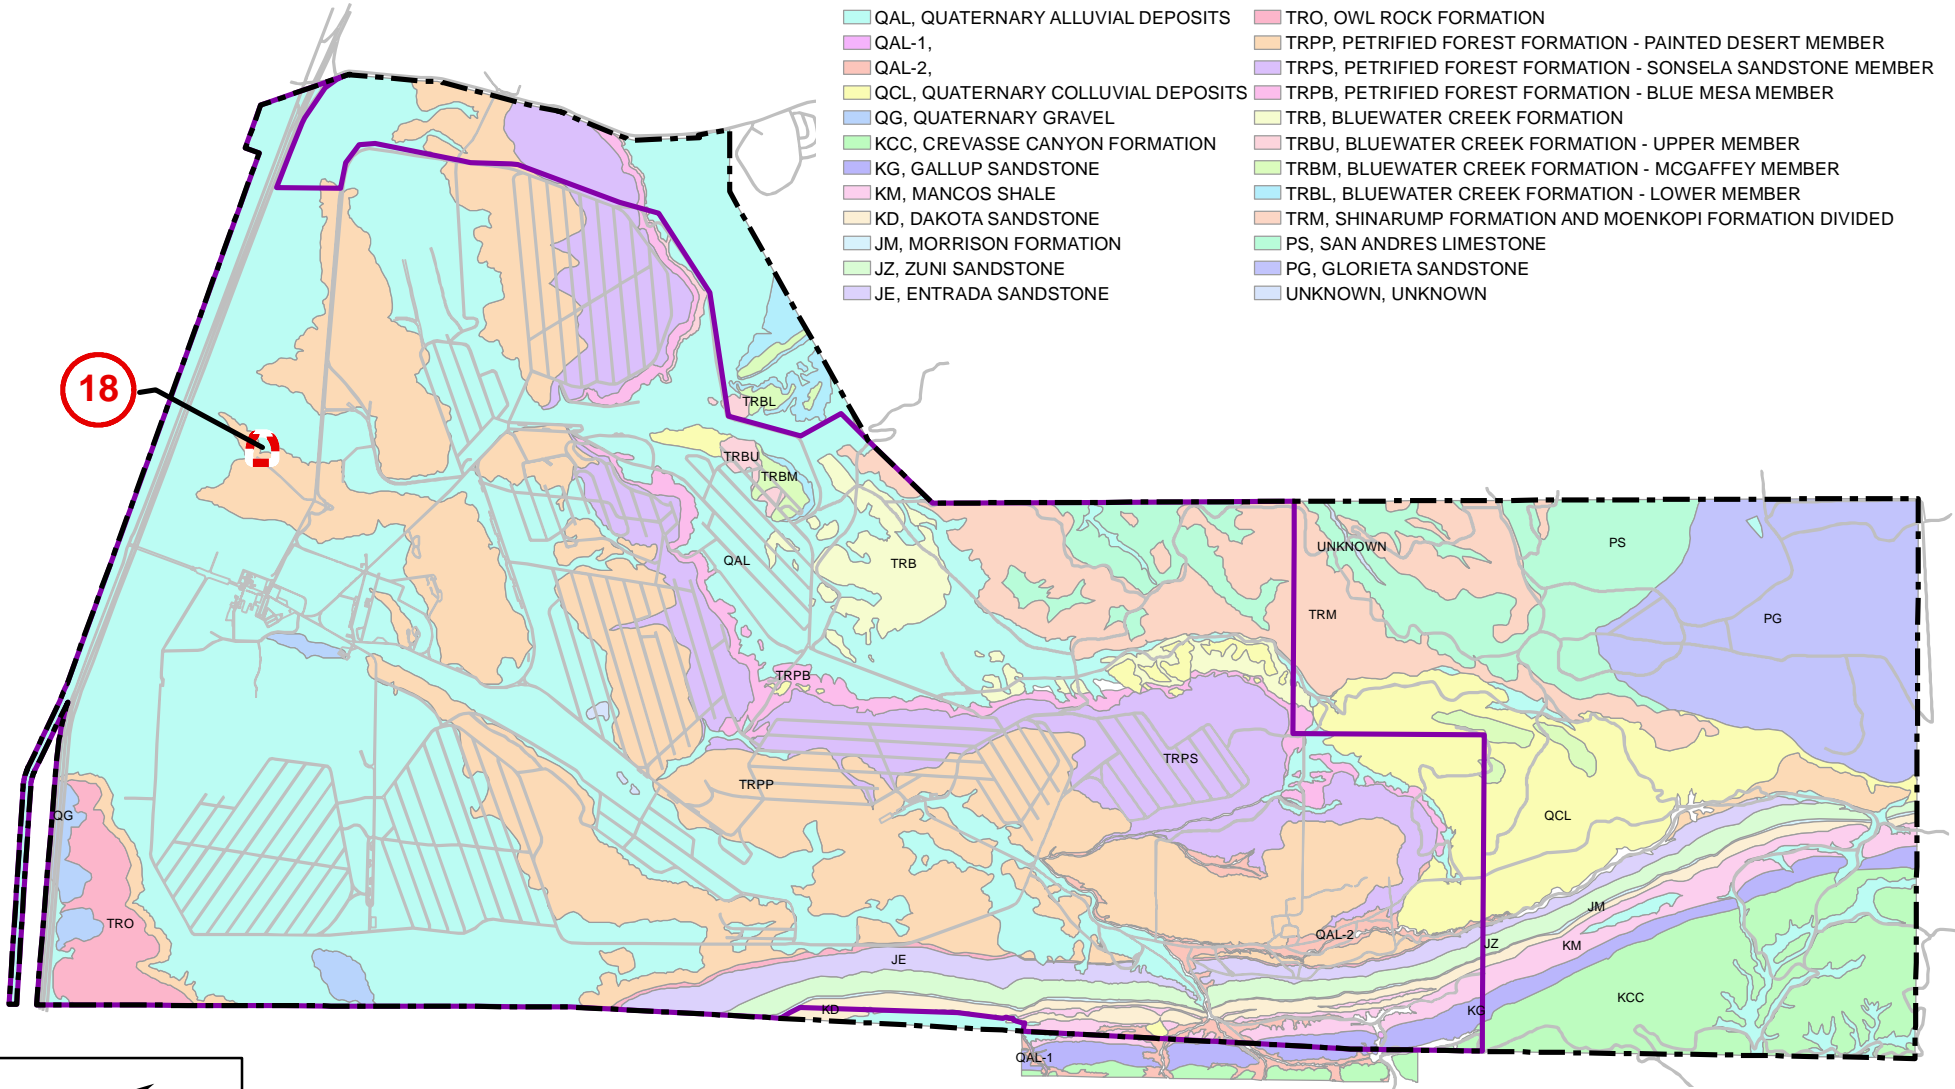 QAL, QUATERNARY ALLUVIAL DEPOSITS
QAL-1,
QAL-2,
QCL, QUATERNARY COLLUVIAL DEPOSITS
QG, QUATERNARY GRAVEL
KCC, CREVASSE CANYON FORMATION
KG, GALLUP SANDSTONE
KM, MANCOS SHALE
KD, DAKOTA SANDSTONE
JM, MORRISON FORMATION
JZ, ZUNI SANDSTONE
JE, ENTRADA SANDSTONE
TRO, OWL ROCK FORMATION
TRPP, PETRIFIED FOREST FORMATION - PAINTED DESERT MEMBER
TRPS, PETRIFIED FOREST FORMATION - SONSELA SANDSTONE MEMBER
TRPB, PETRIFIED FOREST FORMATION - BLUE MESA MEMBER
TRB, BLUEWATER CREEK FORMATION
TRBU, BLUEWATER CREEK FORMATION - UPPER MEMBER
TRBM, BLUEWATER CREEK FORMATION - MCGAFFEY MEMBER
TRBL, BLUEWATER CREEK FORMATION - LOWER MEMBER
TRM, SHINARUMP FORMATION AND MOENKOPI FORMATION DIVIDED
PS, SAN ANDRES LIMESTONE
PG, GLORIETA SANDSTONE
UNKNOWN, UNKNOWN
18
TRBL
TRBU
TRBM
QAL
TRB
UNKNOWN
PS
TRM
PG
TRPB
TRPS
TRPP
QG
QCL
TRO
JM
QAL-2
JZ
KM
JE
KCC
KD
KG
QAL-1